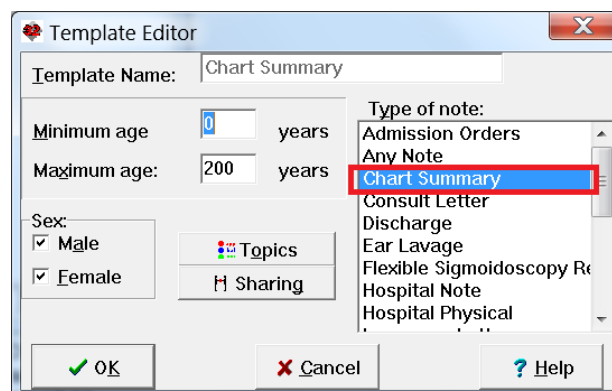 Template Editor
Template Name: Chart Summary
Minimum age 0 years
Maximum age: 200 years
Sex:
Male
Female
Topics
Sharing
Type of note:
Admission Orders
Any Note
Chart Summary
Consult Letter
Discharge
Ear Lavage
Flexible Sigmoidoscopy Re
Hospital Note
Hospital Physical
OK Cancel Help